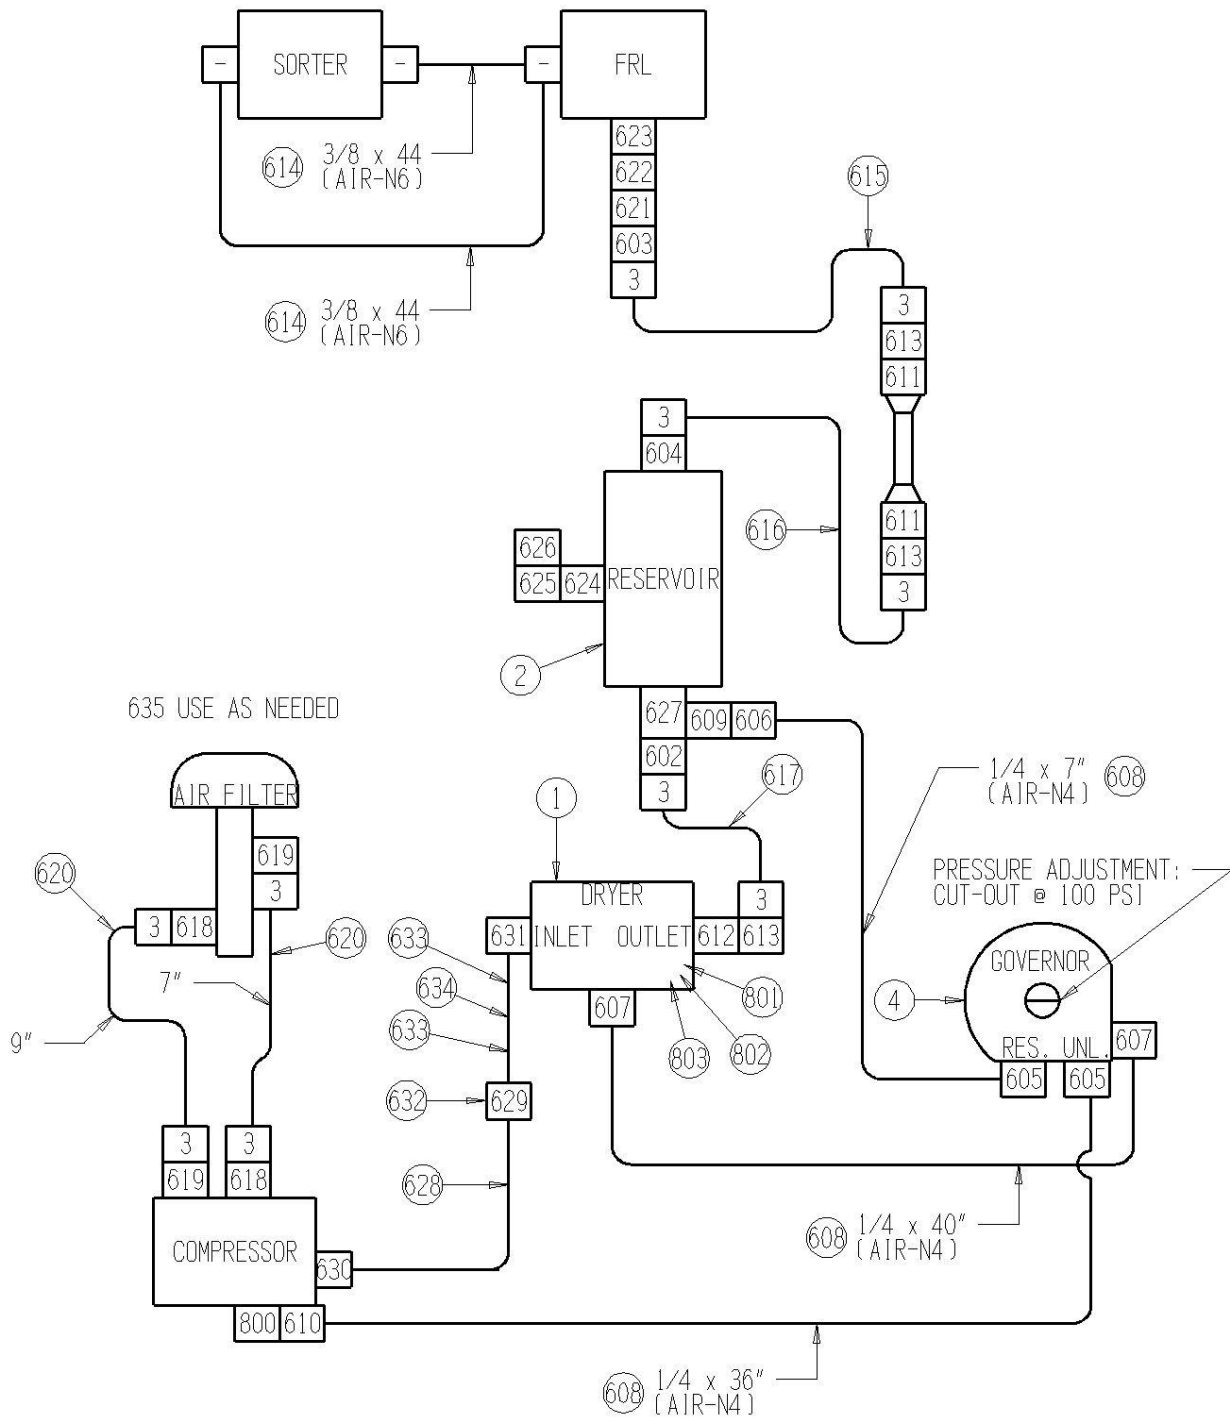 - SORTER - - FRL
623
614 3/8 x 44
(AIR-N6)
622
621
615
603
3
614 3/8 x 44
(AIR-N6)
3
613
611
3
604
616
611
626
613
625 624 RESERVOIR
3
2
635 USE AS NEEDED
627 609 606
602
3
617
1/4 x 7" 608
(AIR-N4)
AIR FILTER
1
619
620
3
3 618
PRESSURE ADJUSTMENT:
CUT-OUT @ 100 PSI
DRYER
3
631 INLET OUTLET 612 613
620
633
7"
634
801
607
GOVERNOR
4
9"
633
803 802
RES. UNL. 607
605 605
632 629
3 3
619 618
628
COMPRESSOR
630
608 1/4 x 40"
(AIR-N4)
800 610
608 1/4 x 36"
(AIR-N4)